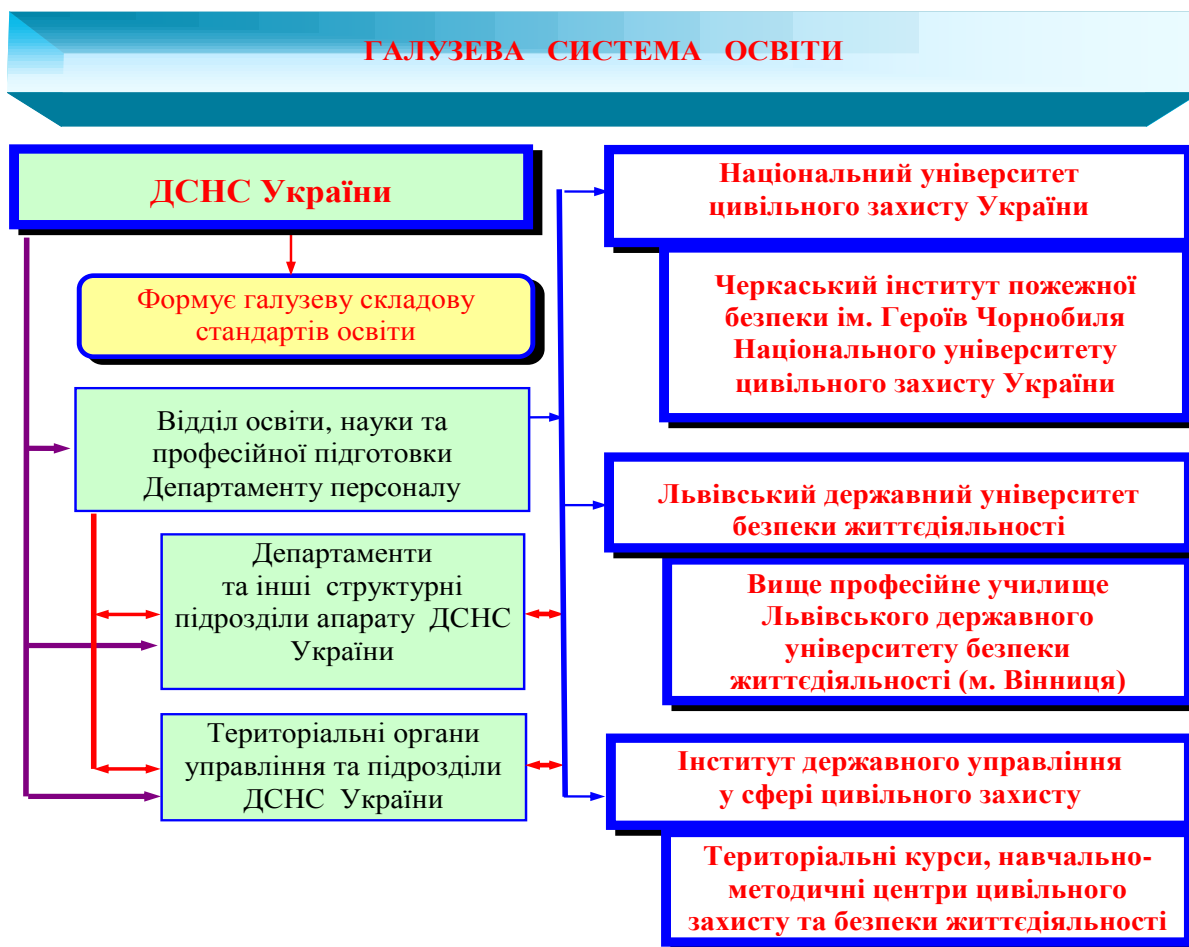 ГАЛУЗЕВА СИСТЕМА ОСВІТИ
ДСНС України
Формує галузеву складову
стандартів освіти
Відділ освіти, науки та
професійної підготовки
Департаменту персоналу
Департаменти
та інші структурні
підрозділи апарату ДСНС
України
Територіальні органи
управління та підрозділи
ДСНС України
Національний університет
цивільного захисту України
Черкаський інститут пожежної
безпеки ім. Героїв Чорнобиля
Національного університету
цивільного захисту України
Львівський державний університет
безпеки життєдіяльності
Вище професійне училище
Львівського державного
університету безпеки
життєдіяльності (м. Вінниця)
Інститут державного управління
у сфері цивільного захисту
Територіальні курси, навчально-
методичні центри цивільного
захисту та безпеки життєдіяльності